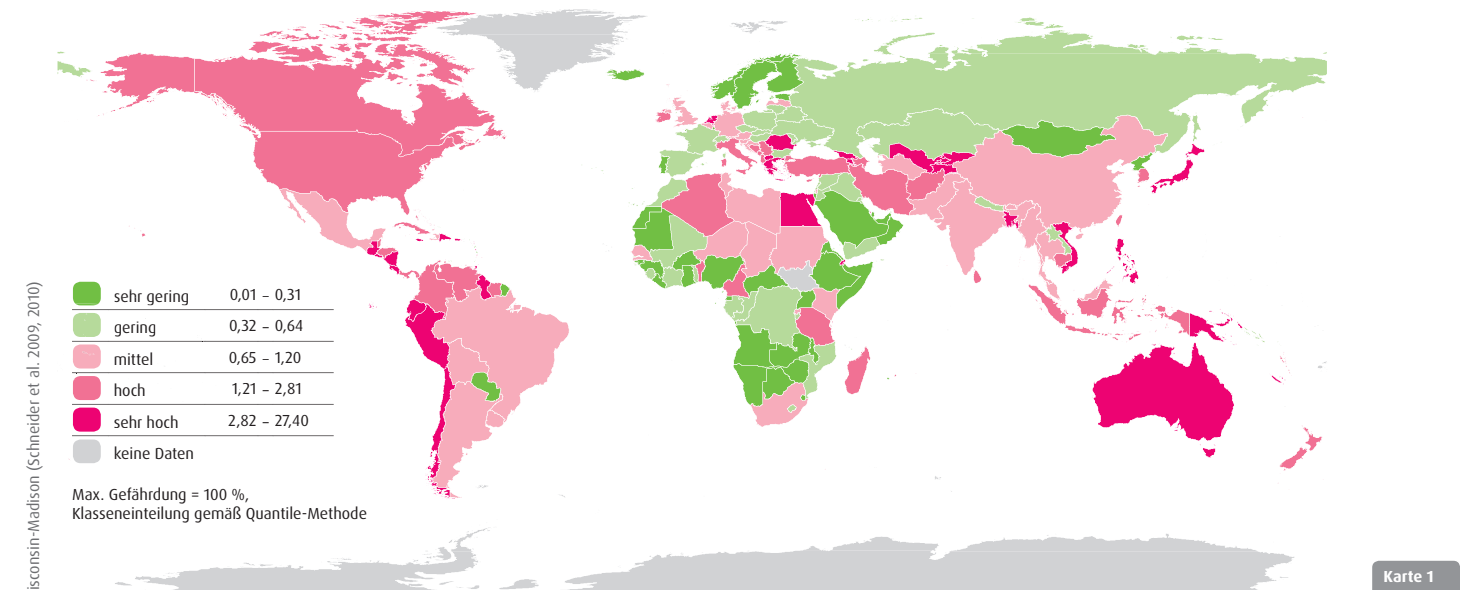 sehr gering 0,01 – 0,31
gering 0,32 – 0,64
mittel 0,65 – 1,20
hoch 1,21 – 2,81
sehr hoch 2,82 – 27,40
keine Daten
Max. Gefährdung = 100 %,
Klasseneinteilung gemäß Quantile-Methode
isconsin-Madison (Schneider et al. 2009, 2010)
Karte 1